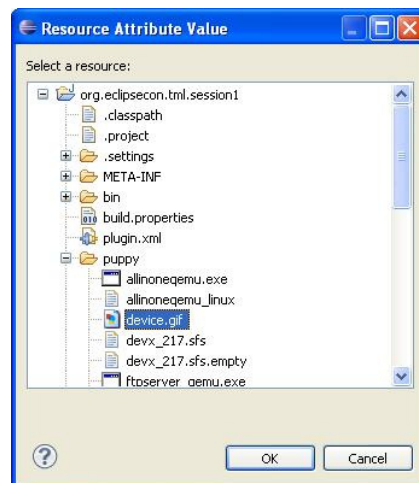 Resource Attribute Value
Select a resource:
org.eclipsecon.tml.session1
.classpath
.project
.settings
META-INF
bin
build.properties
plugin.xml
puppy
allinoneqemu.exe
allinoneqemu_linux
device.gif
devx_217.sfs
devx_217.sfs.empty
ftpserver_qemu.exe
OK Cancel